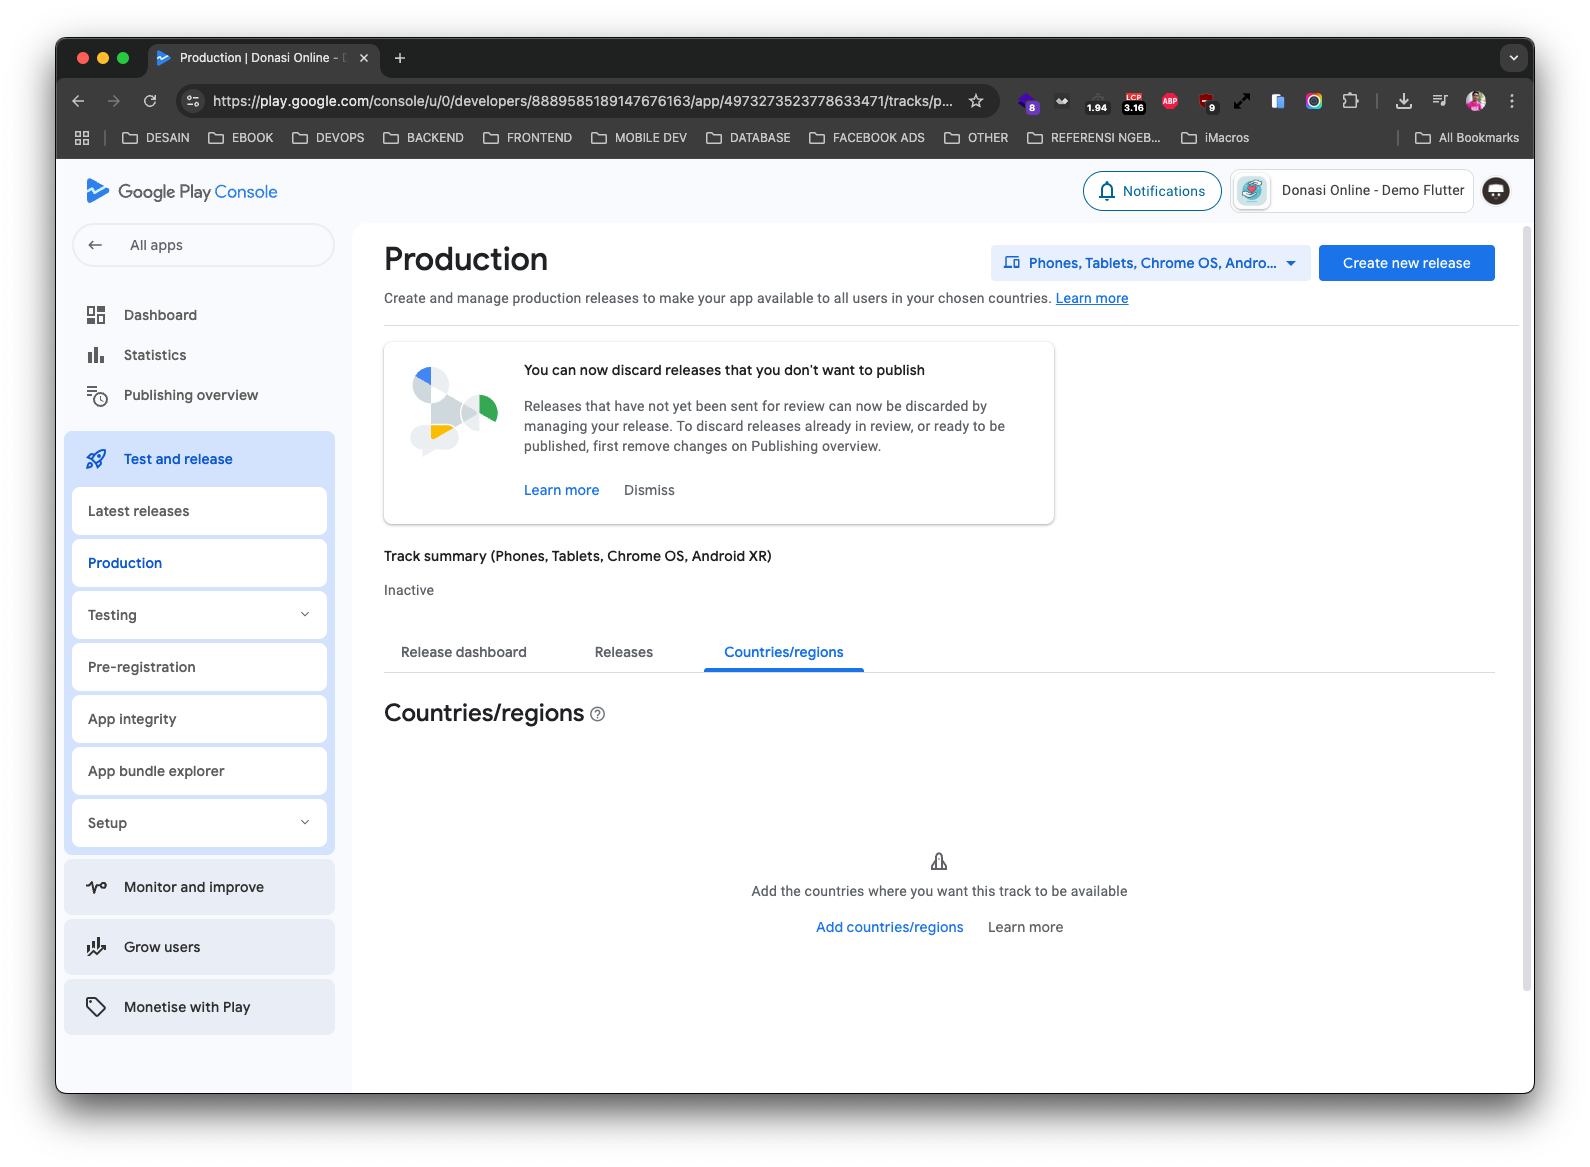 Production | Donasi Online -
https://play.google.com/console/u/0/developers/8889585189147676163/app/4973273523778633471/tracks/p...
8
1.94
LCP
3.16
ABP
9
DESAIN
EBOOK
DEVOPS
BACKEND
FRONTEND
MOBILE DEV
DATABASE
FACEBOOK ADS
OTHER
REFERENSI NGEB...
iMacros
All Bookmarks
Google Play Console
Notifications
Donasi Online - Demo Flutter
All apps
Dashboard
Statistics
Publishing overview
Test and release
Latest releases
Production
Testing
Pre-registration
App integrity
App bundle explorer
Setup
Monitor and improve
Grow users
Monetise with Play
Production
Phones, Tablets, Chrome OS, Andro...
Create new release
Create and manage production releases to make your app available to all users in your chosen countries. Learn more
You can now discard releases that you don't want to publish
Releases that have not yet been sent for review can now be discarded by
managing your release. To discard releases already in review, or ready to be
published, first remove changes on Publishing overview.
Learn more
Dismiss
Track summary (Phones, Tablets, Chrome OS, Android XR)
Inactive
Release dashboard
Releases
Countries/regions
Countries/regions
Add the countries where you want this track to be available
Add countries/regions
Learn more